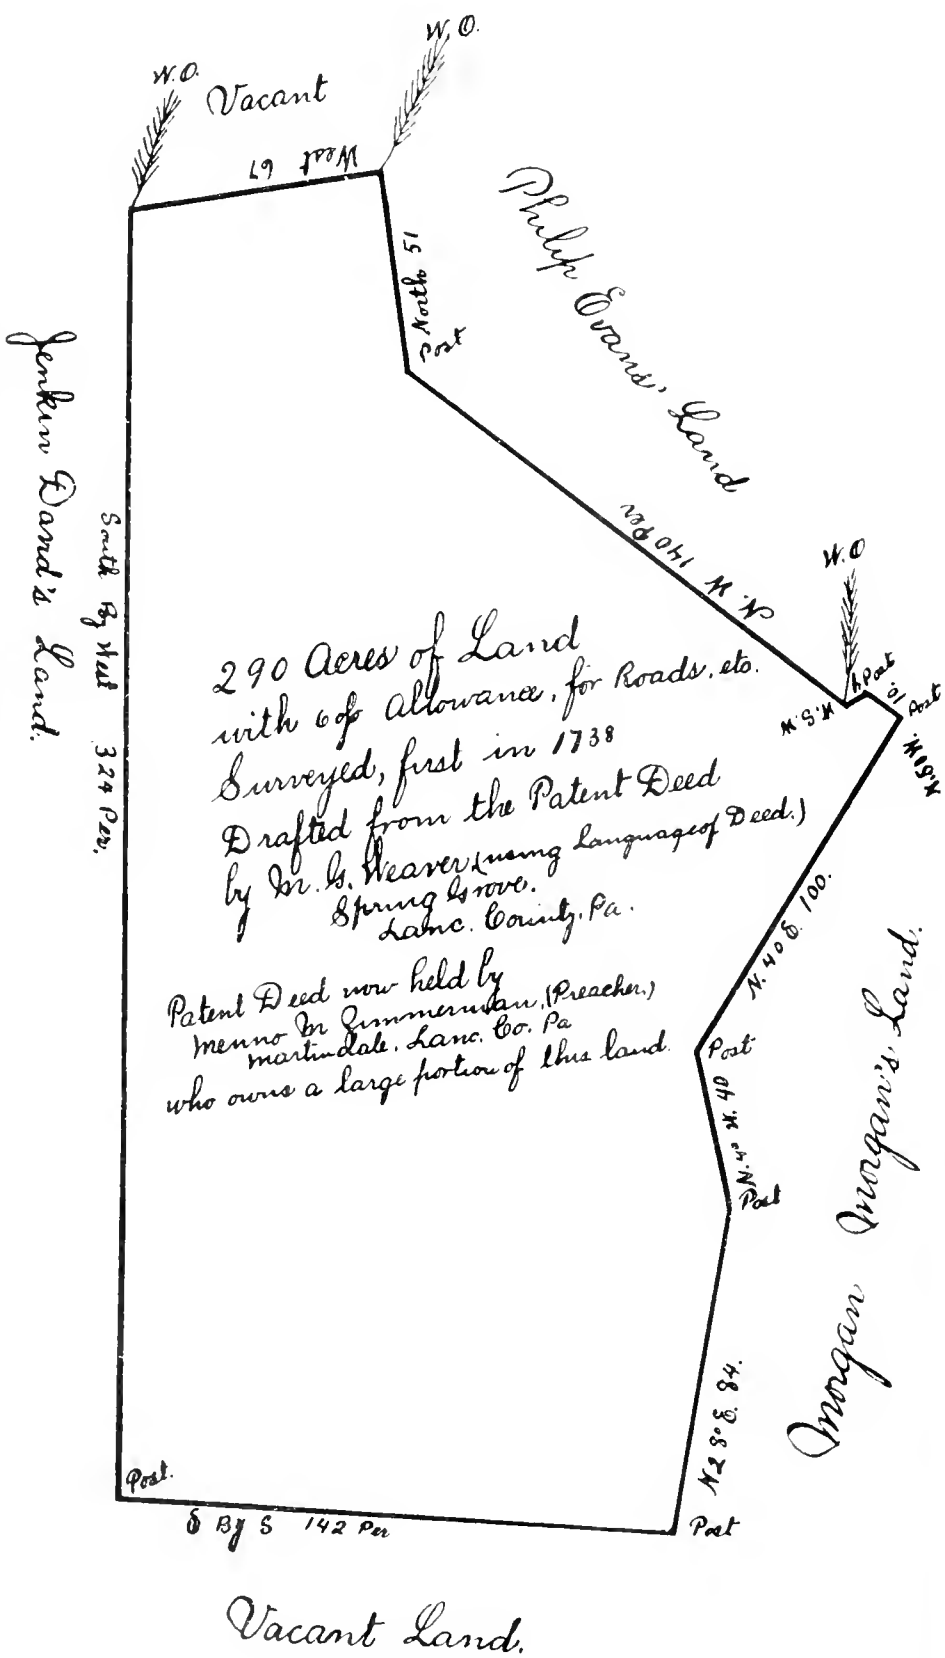 W.O.
W.O.
Vacant
West 67
North 51
Post
Philip Evans' Land
Jenkin David's Land.
South By West 324 Per.
N. W 140 Per
W.O
4 Post
10
Post
W.S.W
N.50W.
290 Acres of Land
with 6% Allowance, for Roads, etc.
Surveyed, first in 1738
Drafted from the Patent Deed
by M. G. Weaver (using Language of Deed.)
Spring Grove.
Lanc. County, Pa.
Patent Deed now held by
Menno M Zimmerman, (Preacher.)
Martindale, Lanc. Co. Pa
who owns a large portion of this land.
N. 40 E. 100.
Post
N. 4° W. 40
Post
Morgan Morgan's Land.
N 28° E. 84.
Post.
E By S 142 Per
Post
Vacant Land.